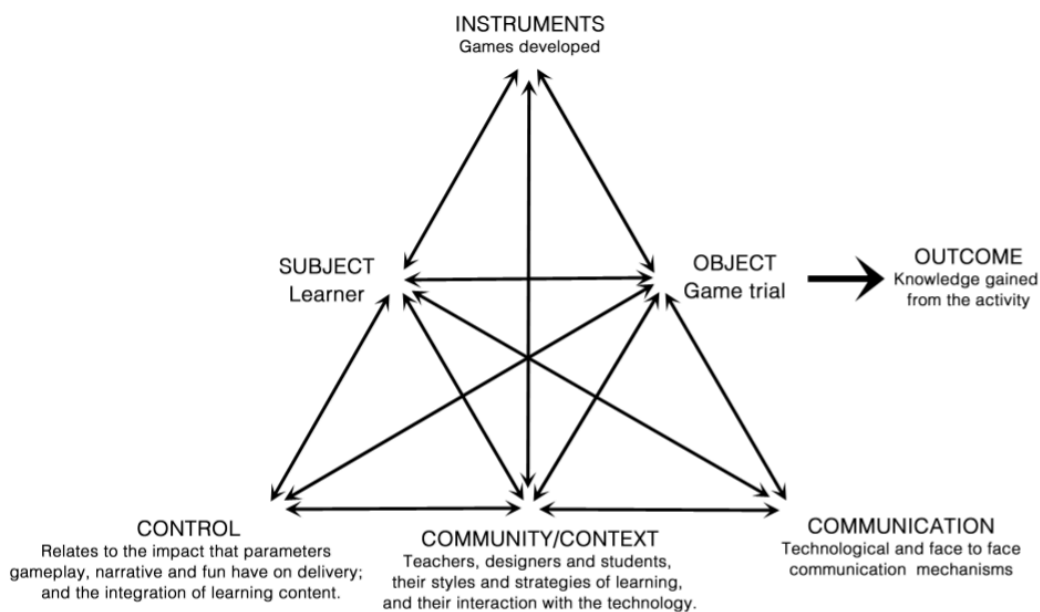 INSTRUMENTS
Games developed
SUBJECT
Learner
OBJECT
Game trial
OUTCOME
Knowledge gained
from the activity
CONTROL
Relates to the impact that parameters
gameplay, narrative and fun have on delivery;
and the integration of learning content.
COMMUNITY/CONTEXT
Teachers, designers and students,
their styles and strategies of learning,
and their interaction with the technology.
COMMUNICATION
Technological and face to face
communication mechanisms